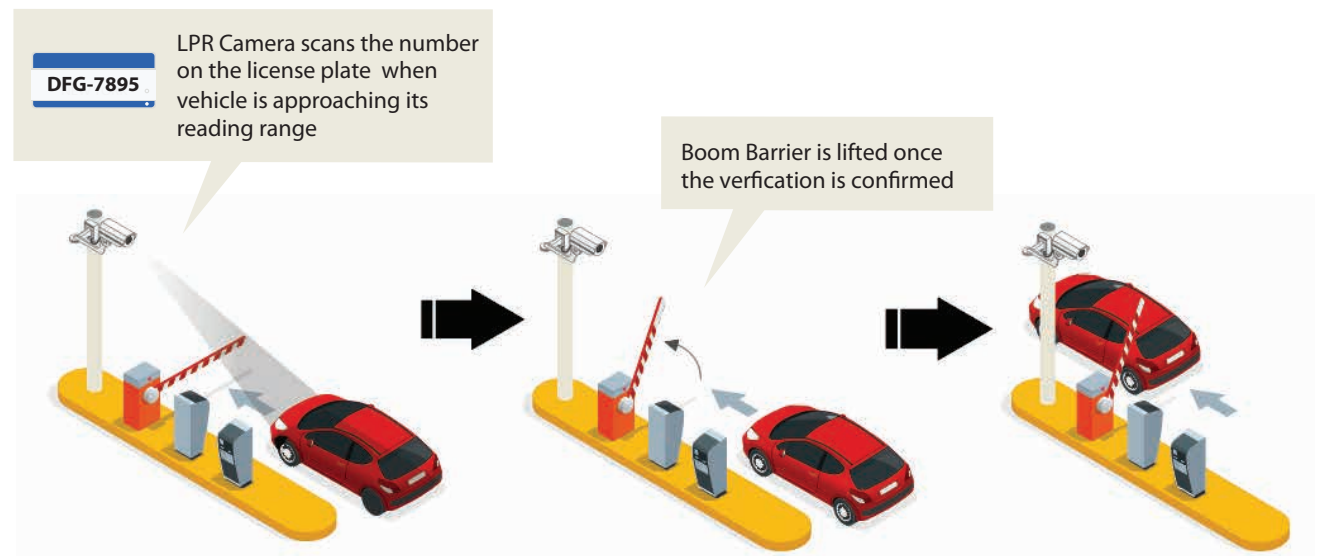 DFG-7895
LPR Camera scans the number
on the license plate when
vehicle is approaching its
reading range
Boom Barrier is lifted once
the verfication is confirmed